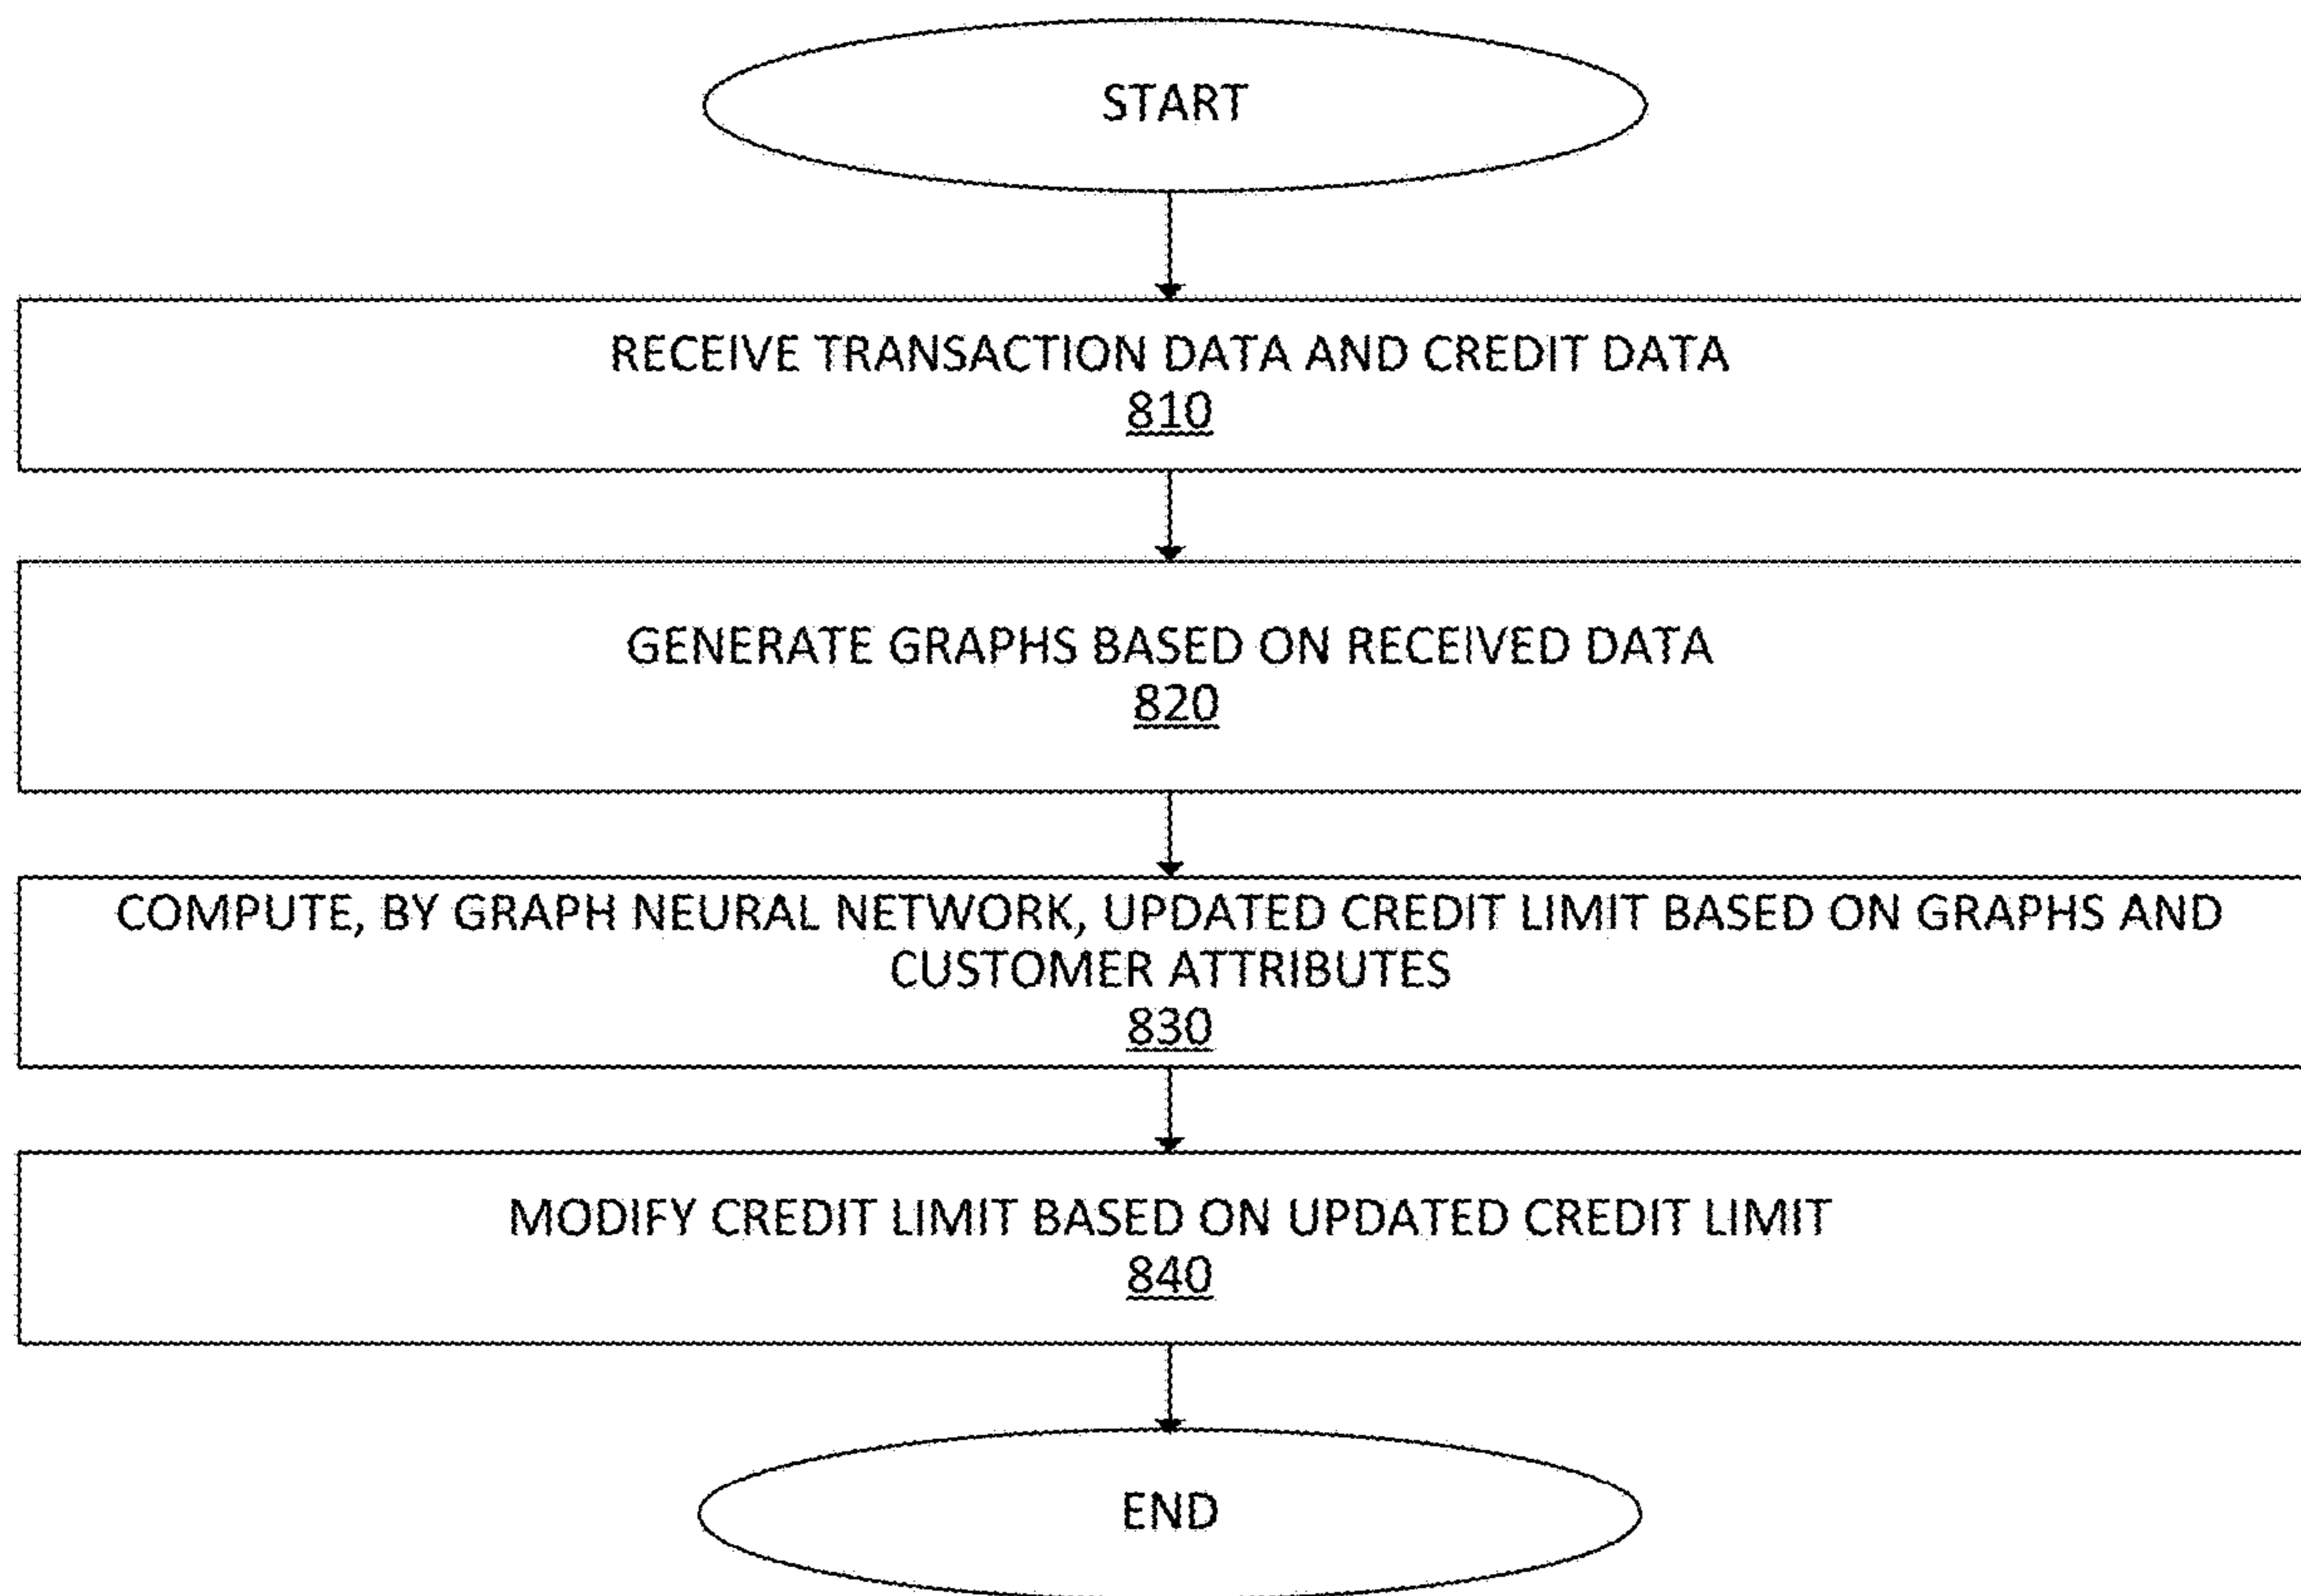 START
RECEIVE TRANSACTION DATA AND CREDIT DATA
810
GENERATE GRAPHS BASED ON RECEIVED DATA
820
COMPUTE, BY GRAPH NEURAL NETWORK, UPDATED CREDIT LIMIT BASED ON GRAPHS AND
CUSTOMER ATTRIBUTES
830
MODIFY CREDIT LIMIT BASED ON UPDATED CREDIT LIMIT
840
END